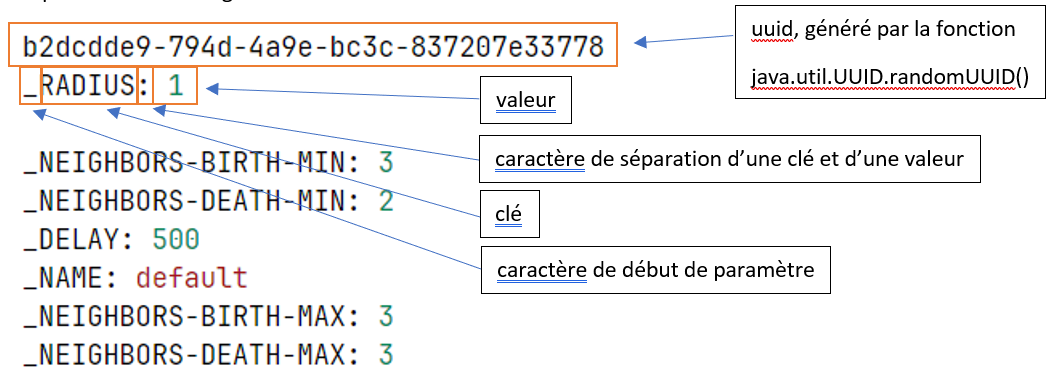 b2dcdde9-794d-4a9e-bc3c-837207e33778
_RADIUS: 1
_NEIGHBORS-BIRTH-MIN: 3
_NEIGHBORS-DEATH-MIN: 2
_DELAY: 500
_NAME: default
_NEIGHBORS-BIRTH-MAX: 3
_NEIGHBORS-DEATH-MAX: 3
uuid, généré par la fonction
java.util.UUID.randomUUID()
valeur
caractère de séparation d’une clé et d’une valeur
clé
caractère de début de paramètre